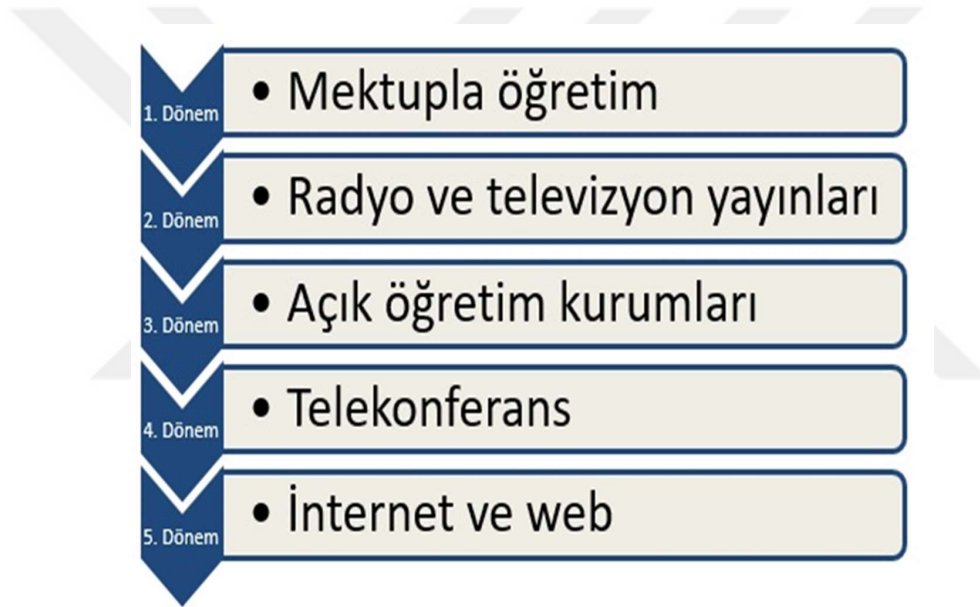 1. Dönem
• Mektupla öğretim
2. Dönem
• Radyo ve televizyon yayınları
3. Dönem
• Açık öğretim kurumları
4. Dönem
• Telekonferans
5. Dönem
• İnternet ve web